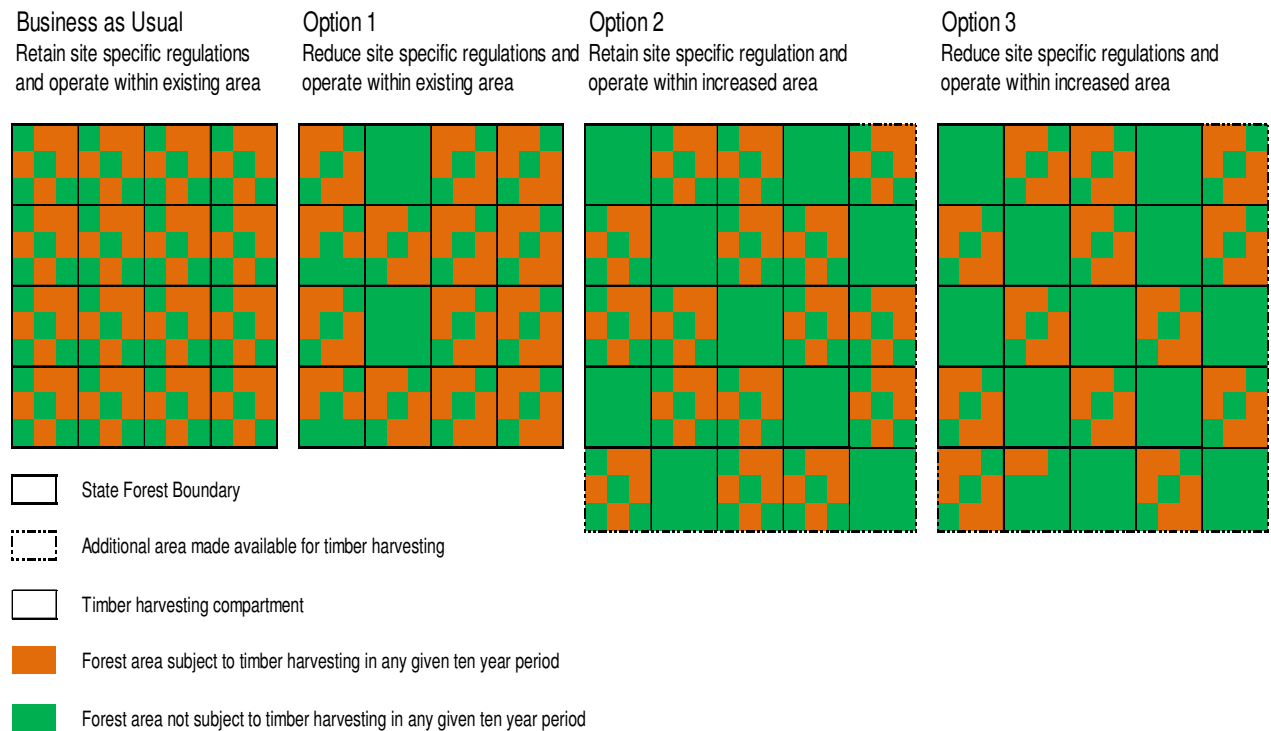 Business as Usual
Retain site specific regulations
and operate within existing area
Option 1
Reduce site specific regulations and
operate within existing area
Option 2
Retain site specific regulation and
operate within increased area
Option 3
Reduce site specific regulations and
operate within increased area
State Forest Boundary
Additional area made available for timber harvesting
Timber harvesting compartment
Forest area subject to timber harvesting in any given ten year period
Forest area not subject to timber harvesting in any given ten year period